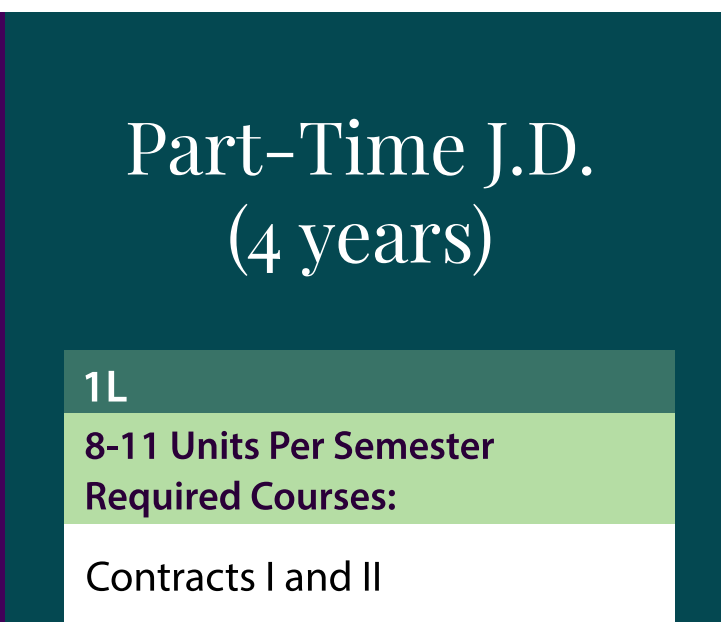 Part-Time J.D.
(4 years)
1L
8-11 Units Per Semester
Required Courses:
Contracts I and II